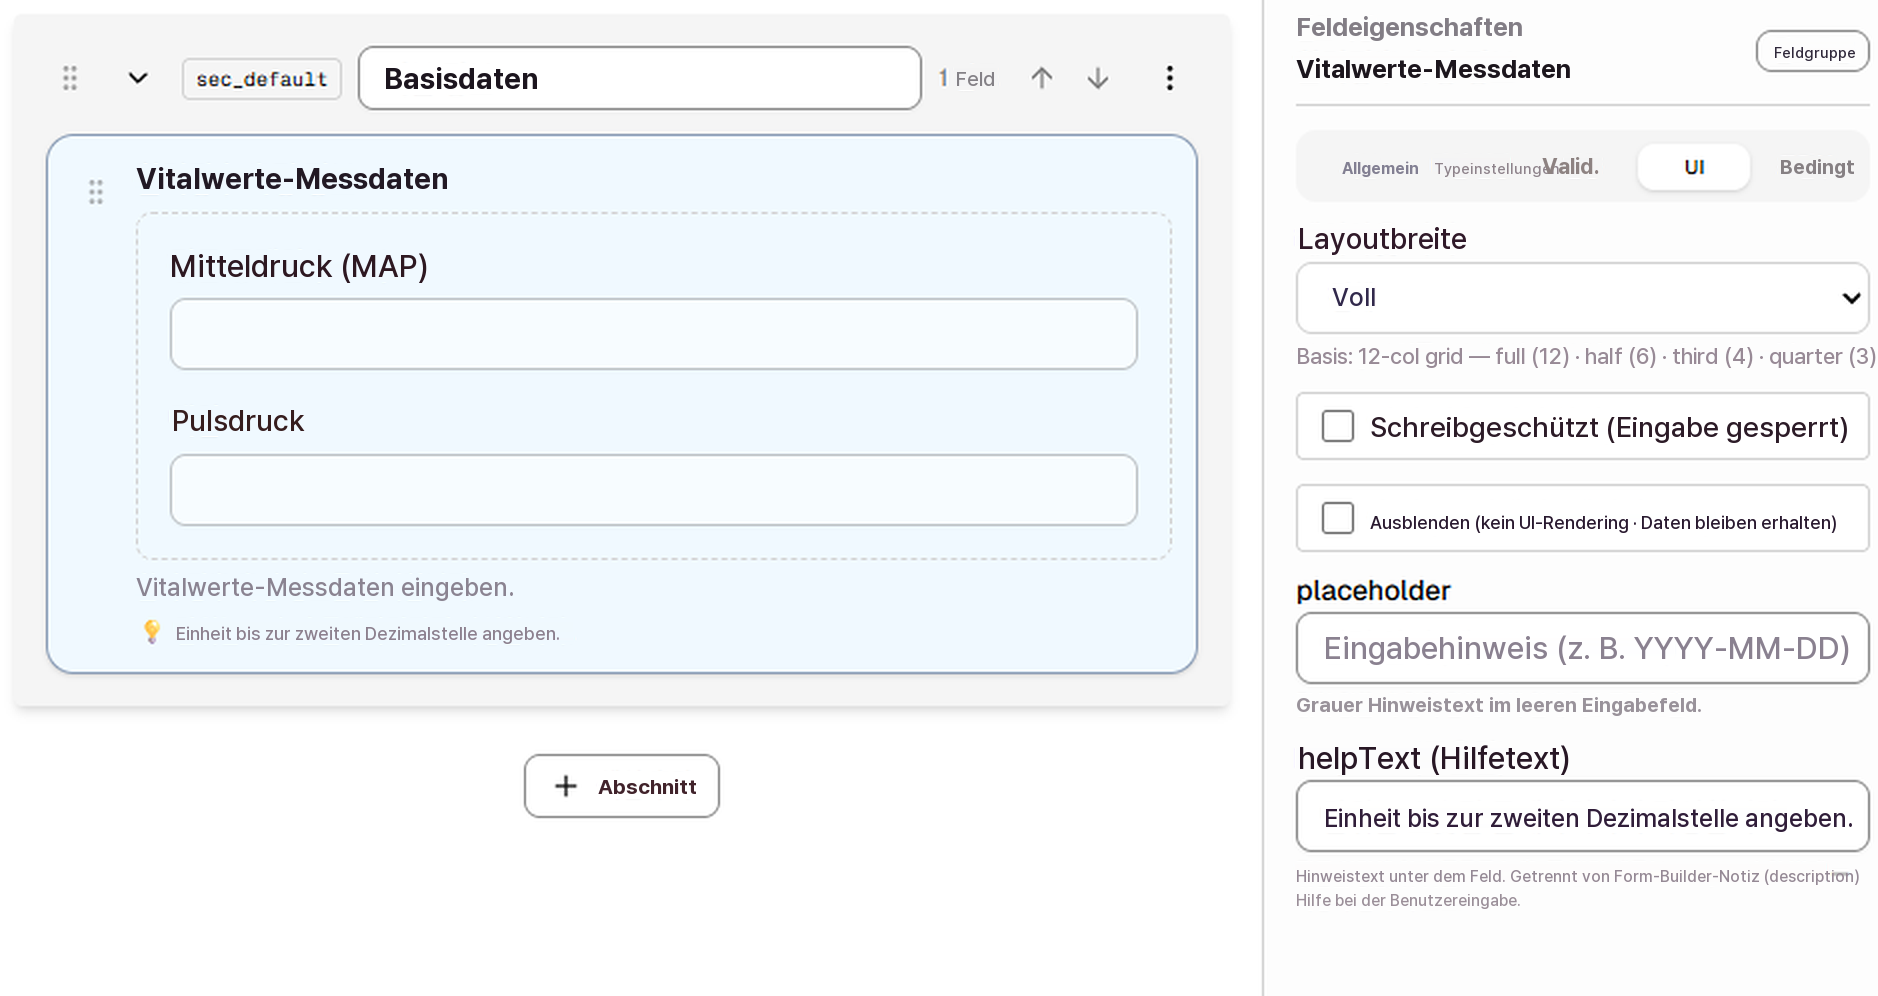 sec_default
Basisdaten
1 Feld
Vitalwerte-Messdaten
Mitteldruck (MAP)
Pulsdruck
Vitalwerte-Messdaten eingeben.
Einheit bis zur zweiten Dezimalstelle angeben.
Abschnitt
Feldeigenschaften
Vitalwerte-Messdaten
Feldgruppe
Allgemein
Typeinstellungen
Valid.
UI
Bedingt
Layoutbreite
Voll
Basis: 12-col grid — full (12) · half (6) · third (4) · quarter (3)
Schreibgeschützt (Eingabe gesperrt)
Ausblenden (kein UI-Rendering · Daten bleiben erhalten)
placeholder
Eingabehinweis (z. B. YYYY-MM-DD)
Grauer Hinweistext im leeren Eingabefeld.
helpText (Hilfetext)
Einheit bis zur zweiten Dezimalstelle angeben.
Hinweistext unter dem Feld. Getrennt von Form-Builder-Notiz (description)
Hilfe bei der Benutzereingabe.